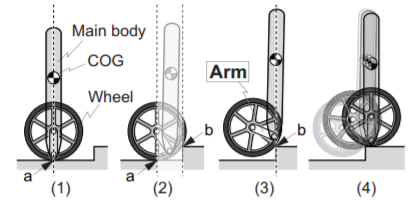 Main body
COG
Wheel
Arm
a
b
a
b
(1)
(2)
(3)
(4)